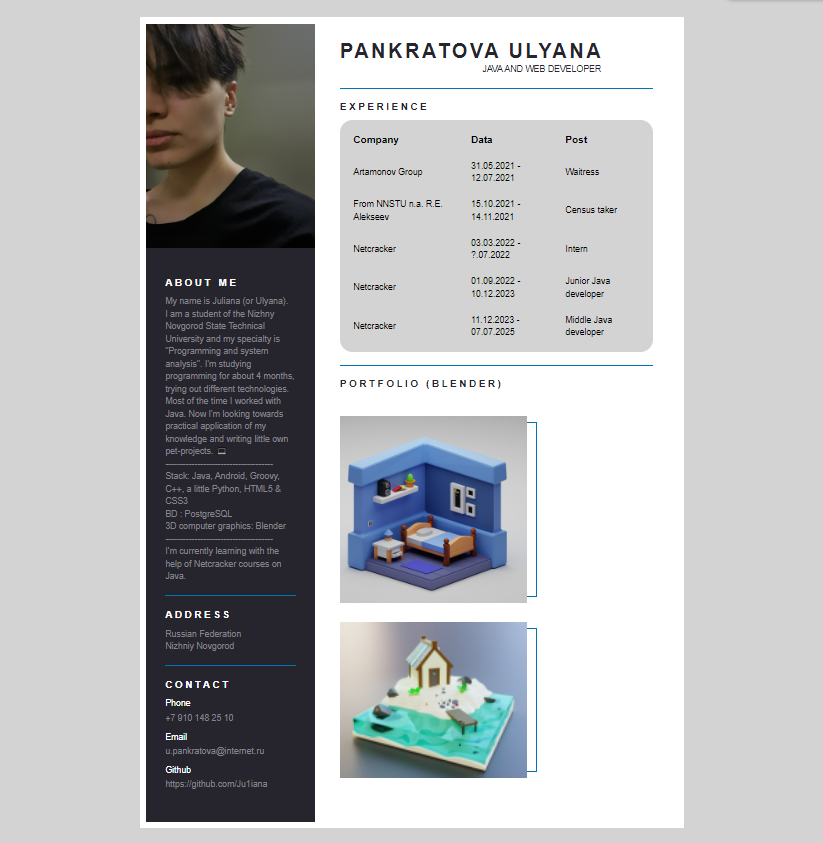 PANKRATOVA ULYANA
JAVA AND WEB DEVELOPER
EXPERIENCE
Company Data Post
Artamonov Group 31.05.2021 - 12.07.2021 Waitress
From NNSTU n.a. R.E. Alekseev 15.10.2021 - 14.11.2021 Census taker
Netcracker 03.03.2022 - ?.07.2022 Intern
Netcracker 01.09.2022 - 10.12.2023 Junior Java developer
Netcracker 11.12.2023 - 07.07.2025 Middle Java developer
PORTFOLIO (BLENDER)
ABOUT ME
My name is Juliana (or Ulyana).
I am a student of the Nizhny
Novgorod State Technical
University and my specialty is
"Programming and system
analysis". I'm studying
programming for about 4 months,
trying out different technologies.
Most of the time I worked with
Java. Now I'm looking towards
practical application of my
knowledge and writing little own
pet-projects. 💻
------------------------------------
Stack: Java, Android, Groovy,
C++, a little Python, HTML5 &
CSS3
BD : PostgreSQL
3D computer graphics: Blender
------------------------------------
I'm currently learning with the
help of Netcracker courses on
Java.
ADDRESS
Russian Federation
Nizhniy Novgorod
CONTACT
Phone
+7 910 148 25 10
Email
u.pankratova@internet.ru
Github
https://github.com/Ju1iana